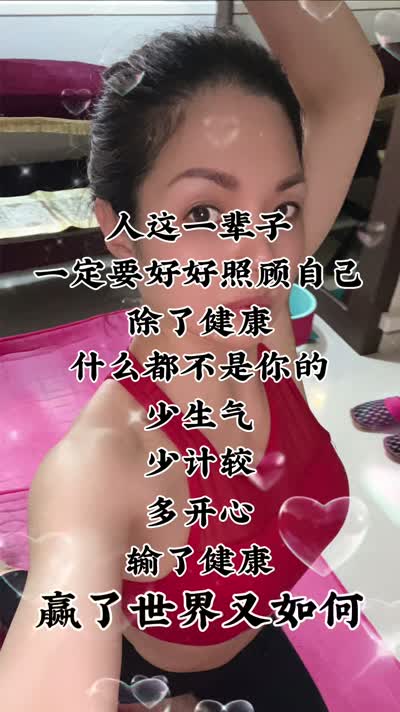 人这一辈子
一定要好好照顾自己
除了健康
什么都不是你的
少生气
少计较
多开心
输了健康
赢了世界又如何